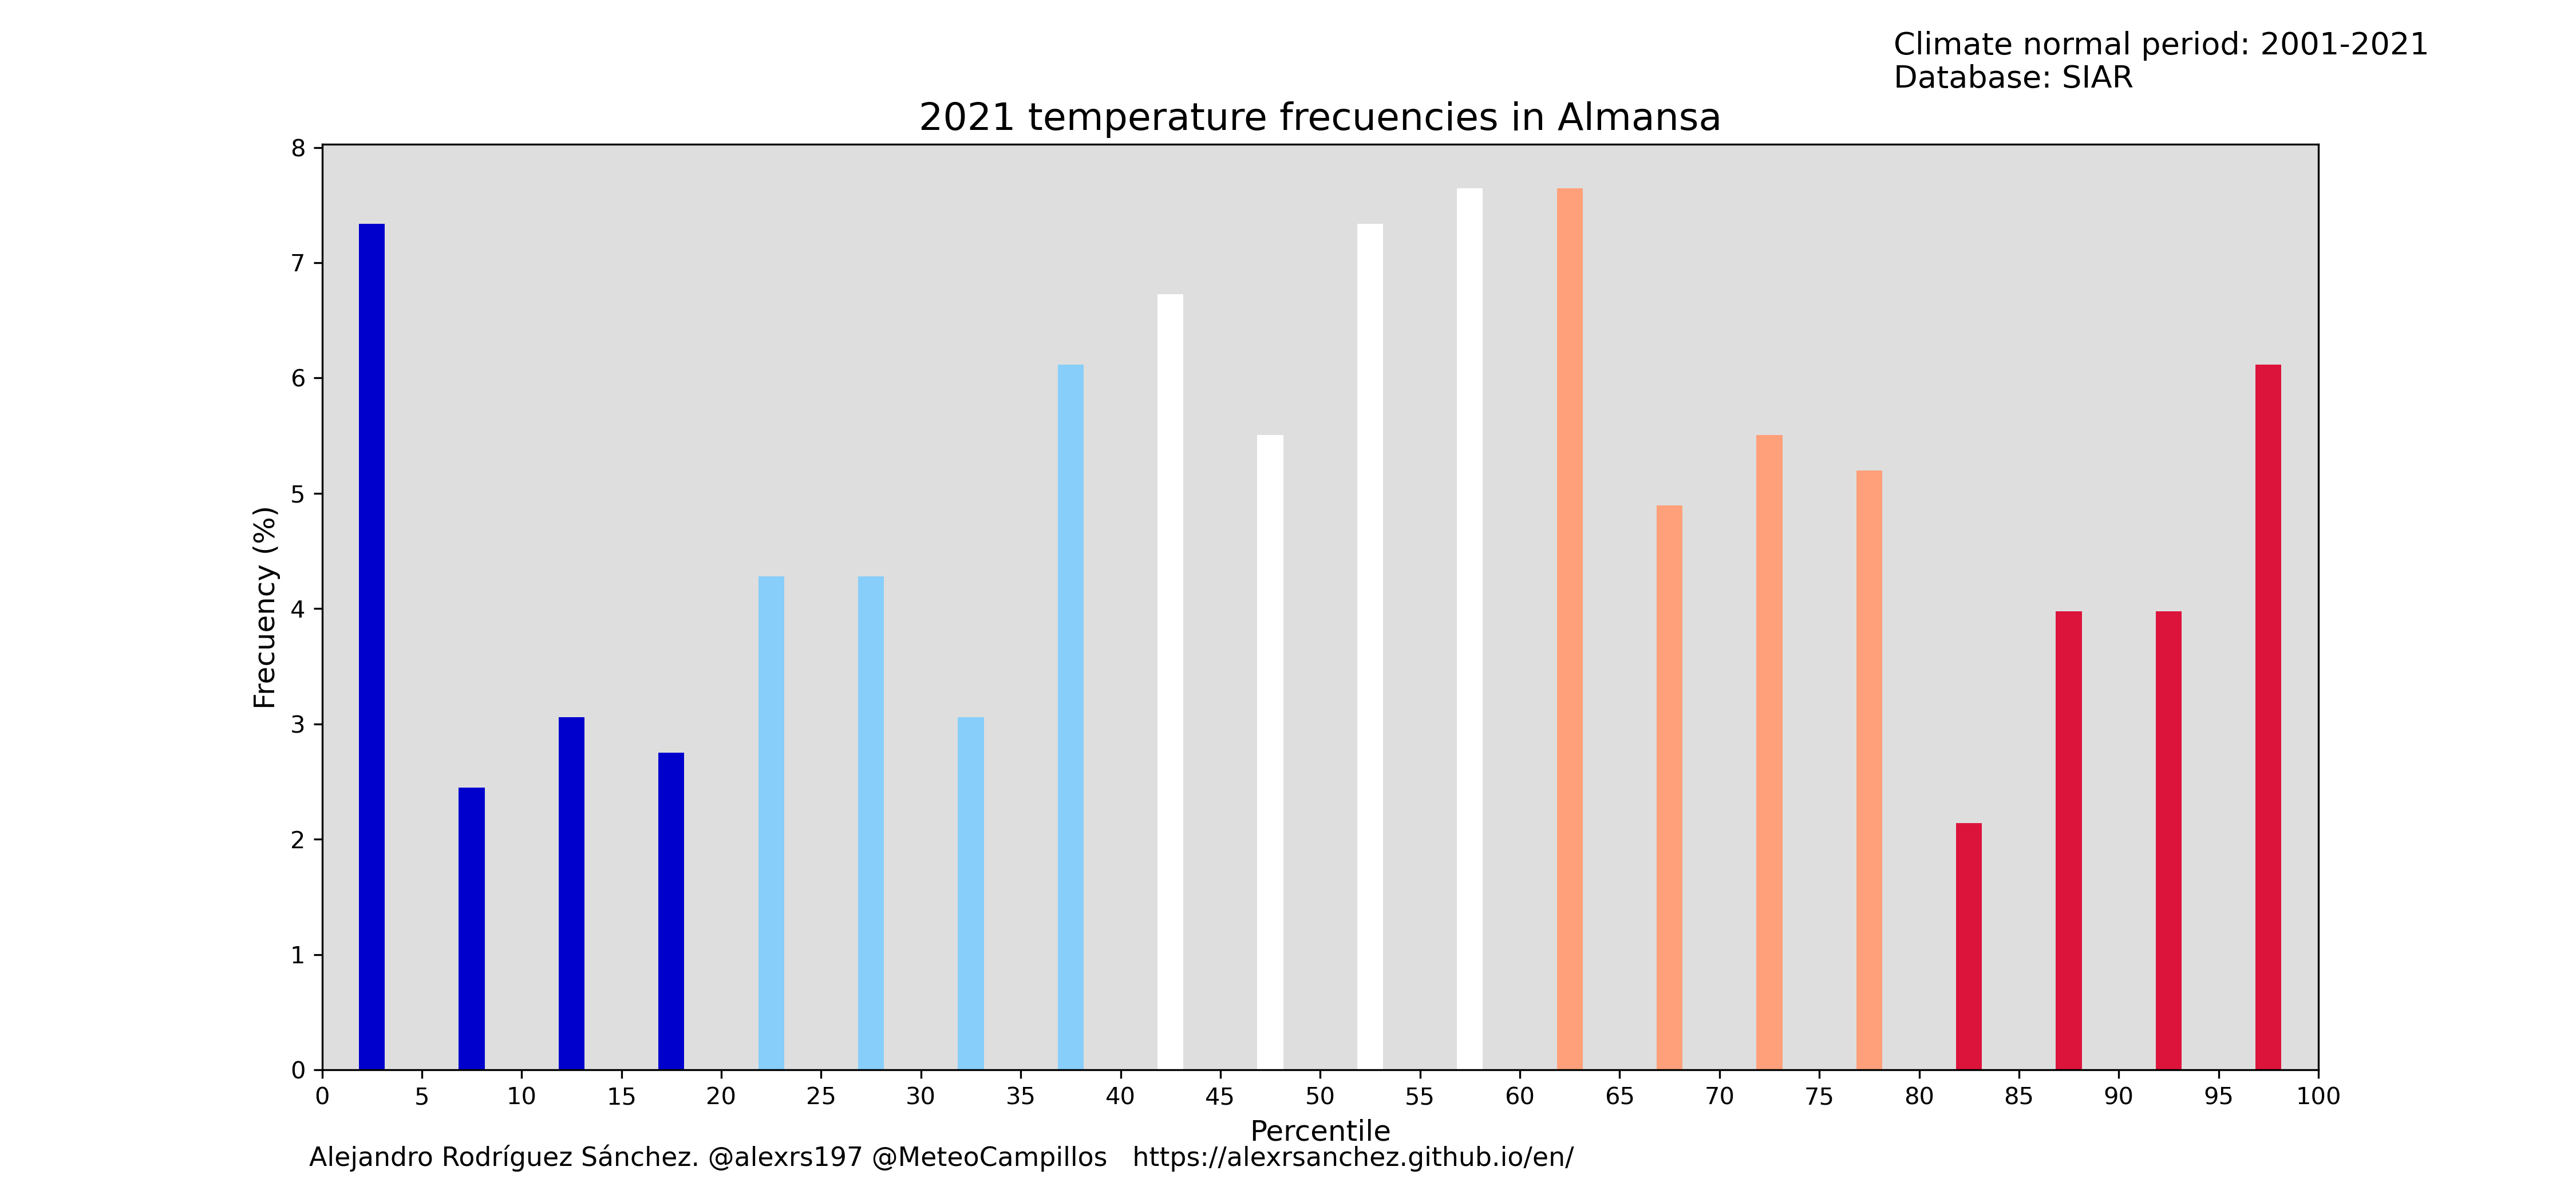 Climate normal period: 2001-2021
Database: SIAR
2021 temperature frecuencies in Almansa
8
7
6
5
4
3
2
1
0
Frecuency (%)
0 5 10 15 20 25 30 35 40 45 50 55 60 65 70 75 80 85 90 95 100
Percentile
Alejandro Rodríguez Sánchez. @alexrs197 @MeteoCampillos https://alexrsanchez.github.io/en/